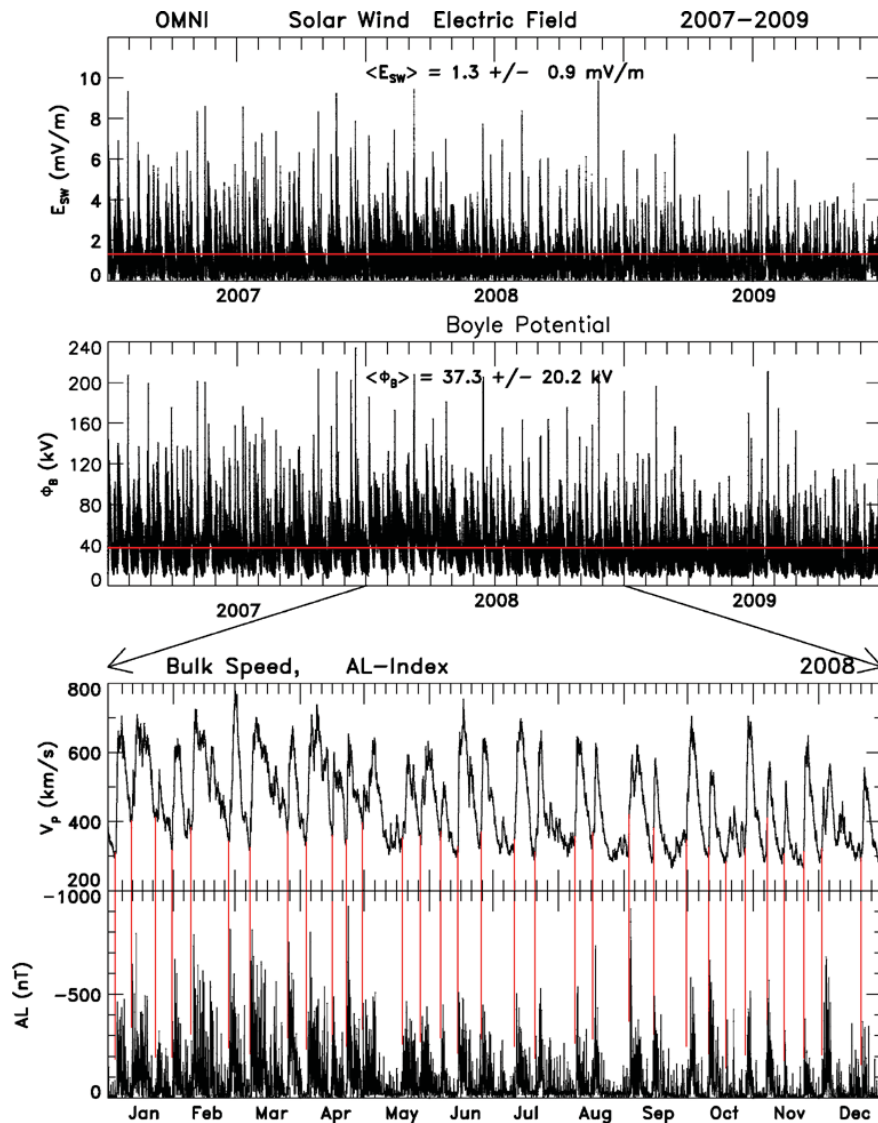 OMNI Solar Wind Electric Field 2007-2009
<E_SW> = 1.3 +/- 0.9 mV/m
E_SW (mV/m)
10
8
6
4
2
0
2007 2008 2009
Boyle Potential
<Φ_B> = 37.3 +/- 20.2 kV
Φ_B (kV)
240
200
160
120
80
40
0
2007 2008 2009
Bulk Speed, AL-Index 2008
V_P (km/s)
800
600
400
200
AL (nT)
-1000
-500
0
Jan Feb Mar Apr May Jun Jul Aug Sep Oct Nov Dec